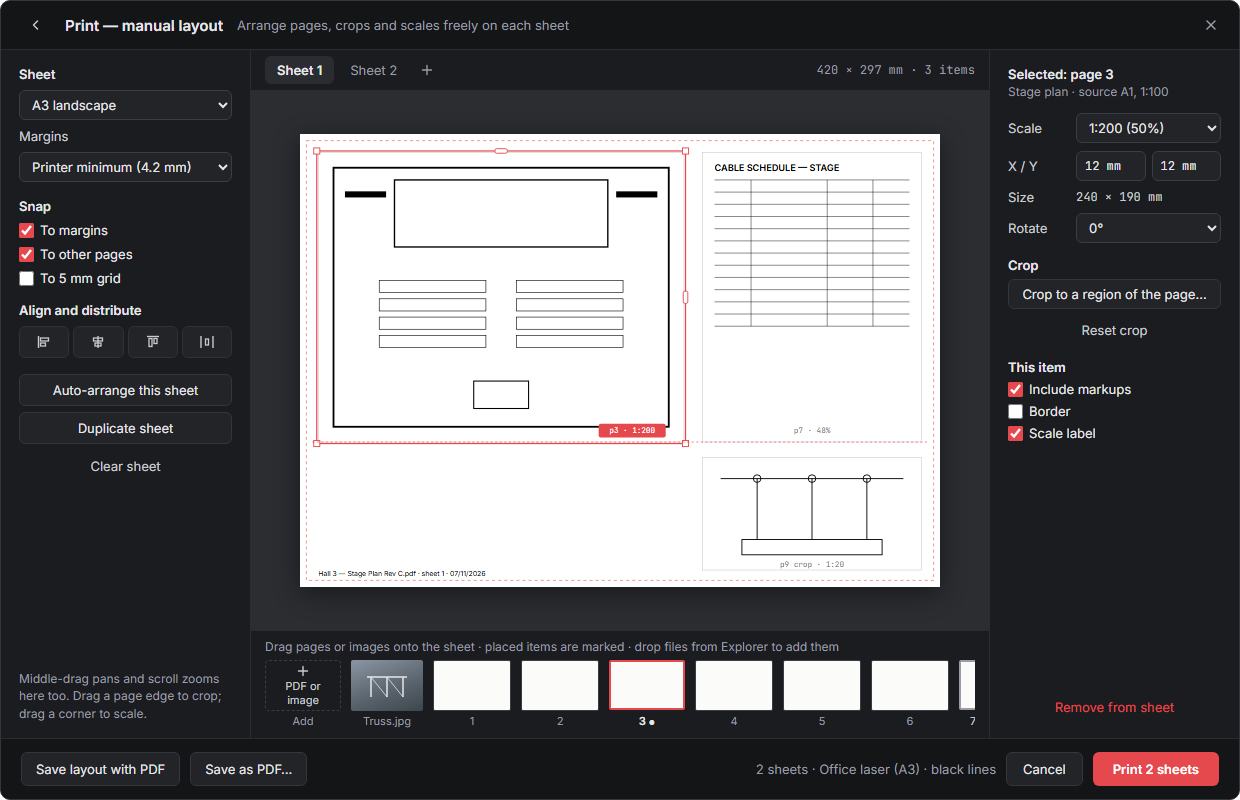 Print — manual layout Arrange pages, crops and scales freely on each sheet
Sheet
A3 landscape
Margins
Printer minimum (4.2 mm)
Snap
To margins
To other pages
To 5 mm grid
Align and distribute
Auto-arrange this sheet
Duplicate sheet
Clear sheet
Middle-drag pans and scroll zooms
here too. Drag a page edge to crop;
drag a corner to scale.
Sheet 1 Sheet 2 + 420 × 297 mm · 3 items
CABLE SCHEDULE — STAGE
p3 · 1:200
p7 · 48%
p9 crop · 1:20
Hall 3 — Stage Plan Rev C.pdf · sheet 1 · 07/11/2026
Drag pages or images onto the sheet · placed items are marked · drop files from Explorer to add them
+
PDF or
image
Add Truss.jpg 1 2 3 ● 4 5 6 7
Selected: page 3
Stage plan · source A1, 1:100
Scale 1:200 (50%)
X / Y 12 mm 12 mm
Size 240 × 190 mm
Rotate 0°
Crop
Crop to a region of the page...
Reset crop
This item
Include markups
Border
Scale label
Remove from sheet
Save layout with PDF Save as PDF... 2 sheets · Office laser (A3) · black lines Cancel Print 2 sheets